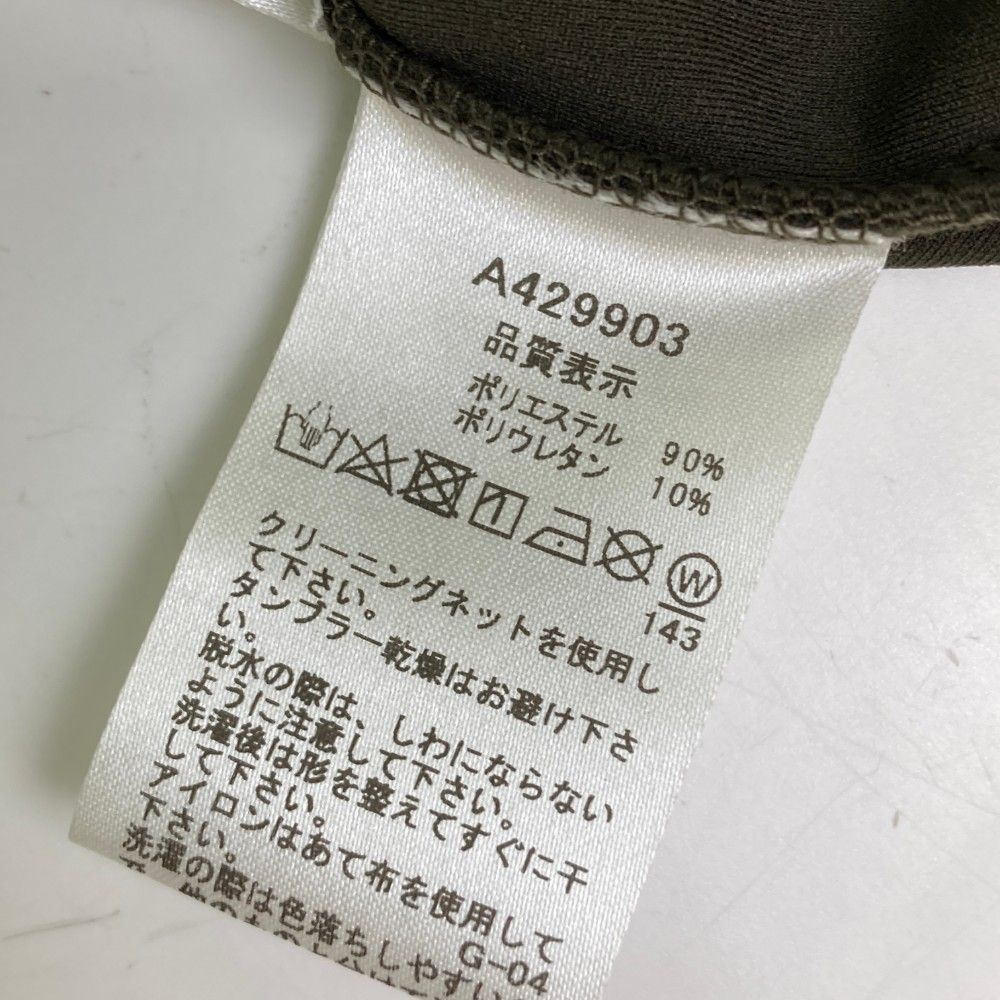 A429903
品質表示
ポリエステル 90%
ポリウレタン 10%
W
143
クリーニングネットを使用し
て下さい。
タンブラー乾燥はお避け下さ
い。
脱水の際は、しわにならない
ように注意して下さい。
洗濯後は形を整えてすぐに干
して下さい。
アイロンはあて布を使用して
下さい。
G-04
洗濯の際は色落ちしやすい